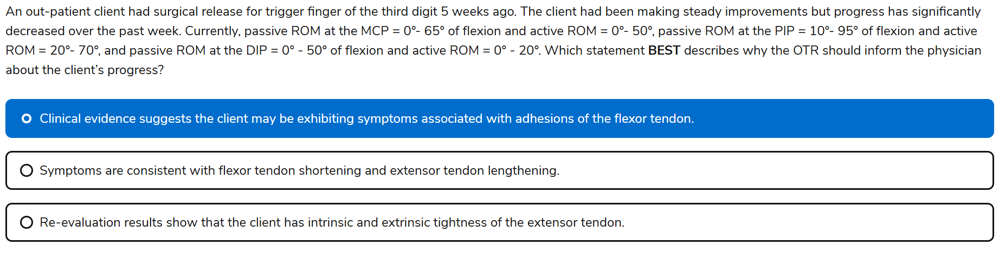 An out-patient client had surgical release for trigger finger of the third digit 5 weeks ago. The client had been making steady improvements but progress has significantly
decreased over the past week. Currently, passive ROM at the MCP = 0°- 65° of flexion and active ROM = 0°- 50°, passive ROM at the PIP = 10°- 95° of flexion and active
ROM = 20°- 70°, and passive ROM at the DIP = 0° - 50° of flexion and active ROM = 0° - 20°. Which statement BEST describes why the OTR should inform the physician
about the client’s progress?
Clinical evidence suggests the client may be exhibiting symptoms associated with adhesions of the flexor tendon.
Symptoms are consistent with flexor tendon shortening and extensor tendon lengthening.
Re-evaluation results show that the client has intrinsic and extrinsic tightness of the extensor tendon.